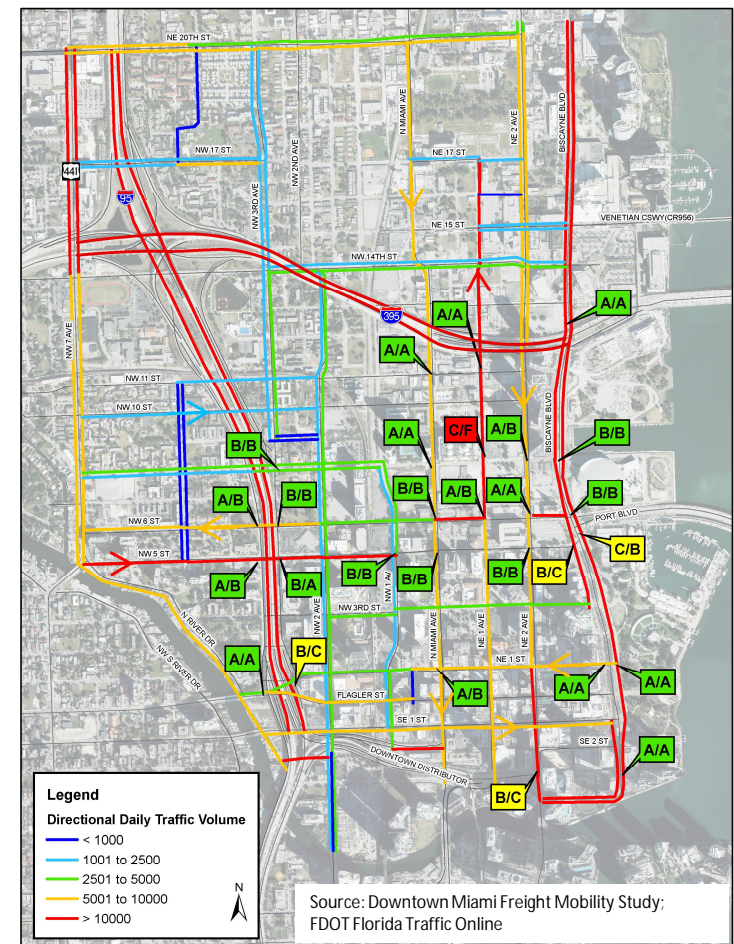 NE 20TH ST
N MIAMI AVE
NE 2 AVE
BISCAYNE BLVD
NW 2ND AVE
NW 3RD AVE
NW 17 ST
NE 17 ST
441
95
NE 15 ST
VENETIAN CSWY(CR956)
NW 14TH ST
395
A/A
A/A
A/A
NW 7 AVE
NW 11 ST
NW 10 ST
BISCAYNE BLVD
A/A
C/F
A/B
B/B
B/B
A/B
B/B
B/B
A/B
A/A
B/B
PORT BLVD
NW 6 ST
C/B
NW 5 ST
A/B
B/A
B/B
B/B
B/B
B/C
NW 1 A/
NW 2 AVE
NW 3RD ST
N MIAMI AVE
NE 1 AVE
NE 2 AVE
N RIVER DR
NW S RIVER DR
A/A
B/C
NE 1 ST
FLAGLER ST
A/B
A/A
A/A
SE 1 ST
SE 2 ST
DOWNTOWN DISTRIBUTOR
A/A
B/C
Legend
Directional Daily Traffic Volume
< 1000
1001 to 2500
2501 to 5000
5001 to 10000
> 10000
N
Source: Downtown Miami Freight Mobility Study;
FDOT Florida Traffic Online